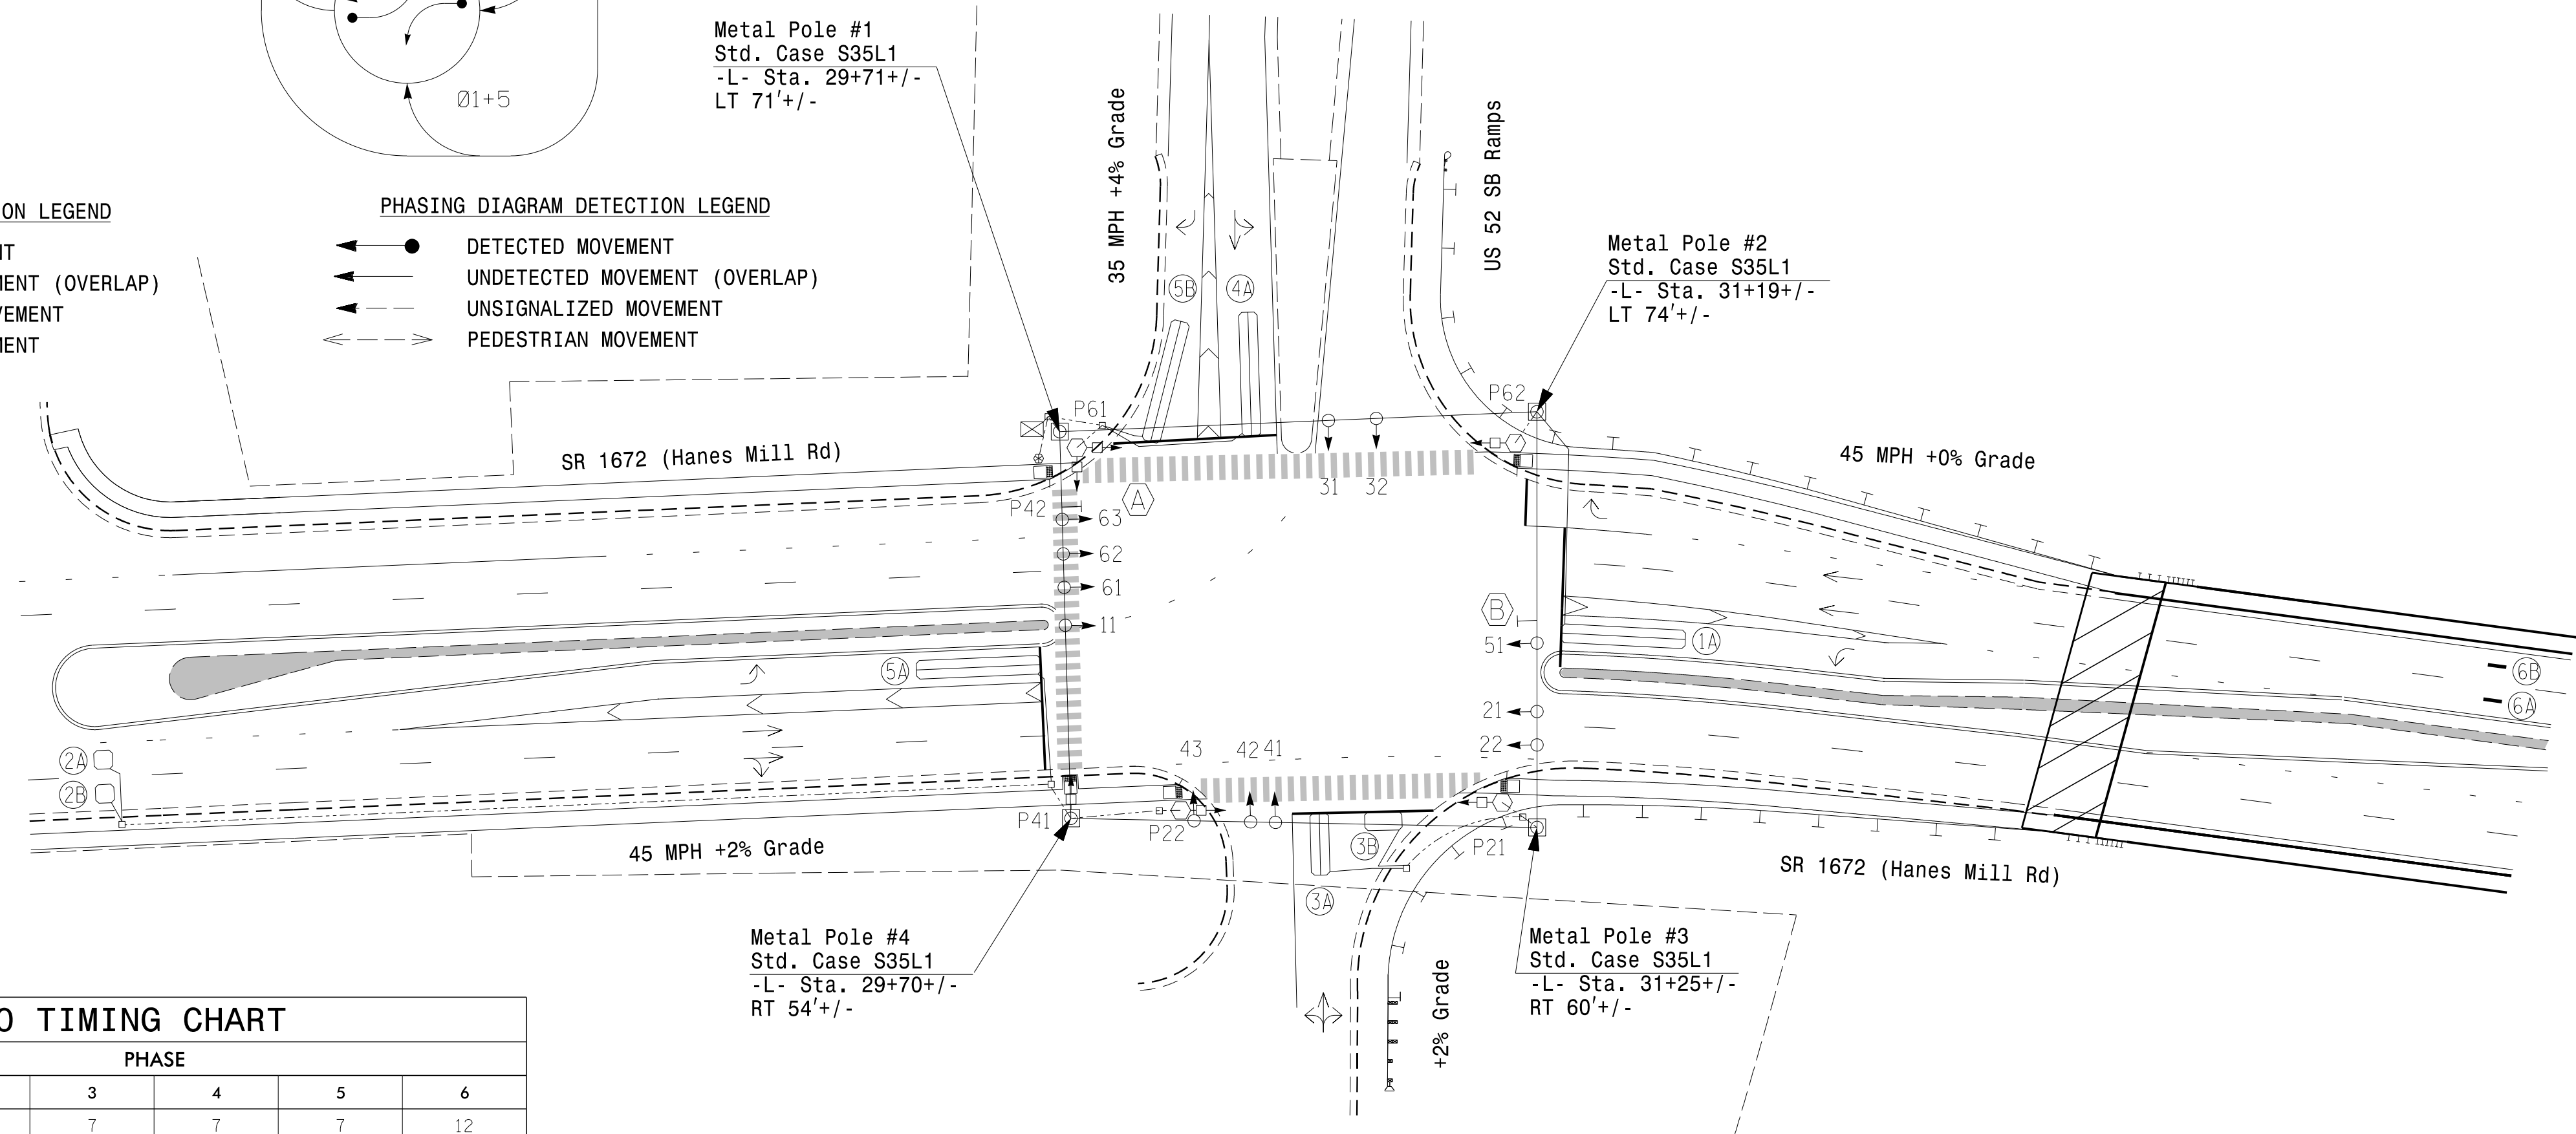 Ø1+5
ON LEGEND
NT
MENT (OVERLAP)
VEMENT
MENT
PHASING DIAGRAM DETECTION LEGEND
DETECTED MOVEMENT
UNDETECTED MOVEMENT (OVERLAP)
UNSIGNALIZED MOVEMENT
PEDESTRIAN MOVEMENT
Metal Pole #1
Std. Case S35L1
-L- Sta. 29+71+/-
LT 71'+/-
35 MPH +4% Grade
US 52 SB Ramps
Metal Pole #2
Std. Case S35L1
-L- Sta. 31+19+/-
LT 74'+/-
5B
4A
P61
P62
SR 1672 (Hanes Mill Rd)
45 MPH +0% Grade
31
32
A
P42
63
62
61
11
B
51
1A
5A
21
22
6B
6A
2A
2B
43
42
41
P41
P22
3B
P21
3A
45 MPH +2% Grade
SR 1672 (Hanes Mill Rd)
Metal Pole #4
Std. Case S35L1
-L- Sta. 29+70+/-
RT 54'+/-
Metal Pole #3
Std. Case S35L1
-L- Sta. 31+25+/-
RT 60'+/-
+2% Grade
O TIMING CHART
PHASE
3 4 5 6
7 7 7 12